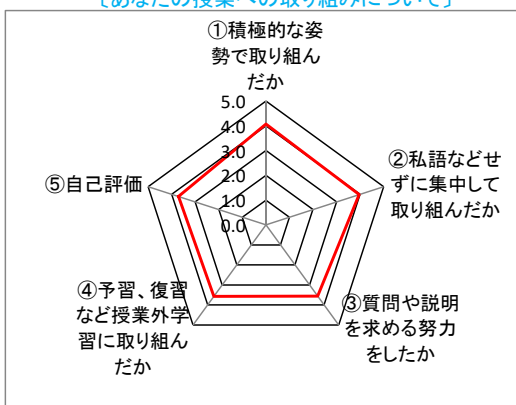 〔あなたの授業への取り組みについて〕
①積極的な姿
勢で取り組ん
だか
5.0
4.0
3.0
2.0
1.0
0.0
②私語などせ
ずに集中して
取り組んだか
③質問や説明
を求める努力
をしたか
④予習、復習
など授業外学
習に取り組ん
だか
⑤自己評価